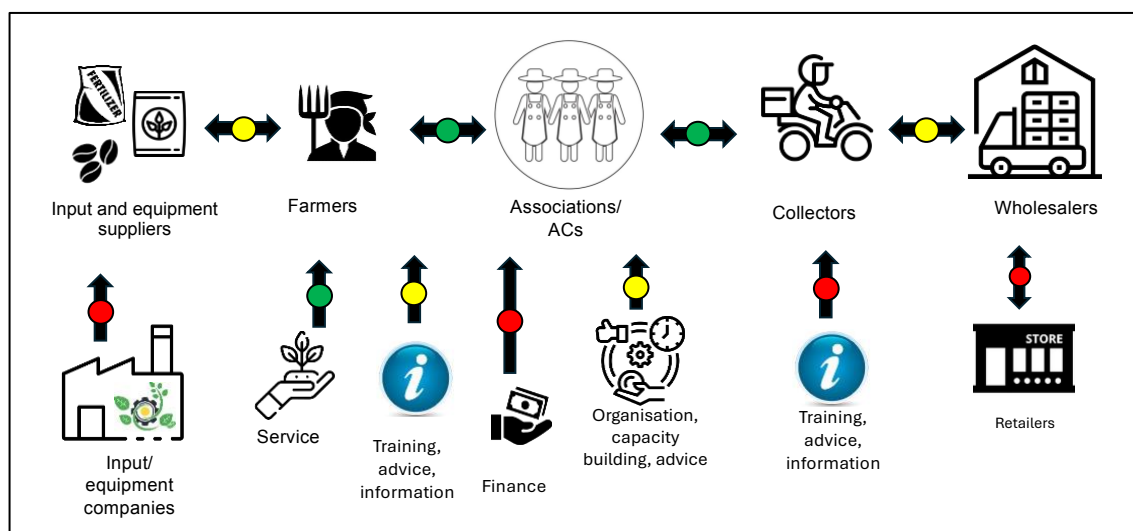 FERTILIZER
Input and equipment
suppliers
Farmers
Associations/
ACs
Collectors
Wholesalers
STORE
Input/
equipment
companies
Service
Training,
advice,
information
Finance
Organisation,
capacity
building, advice
Training,
advice,
information
Retailers